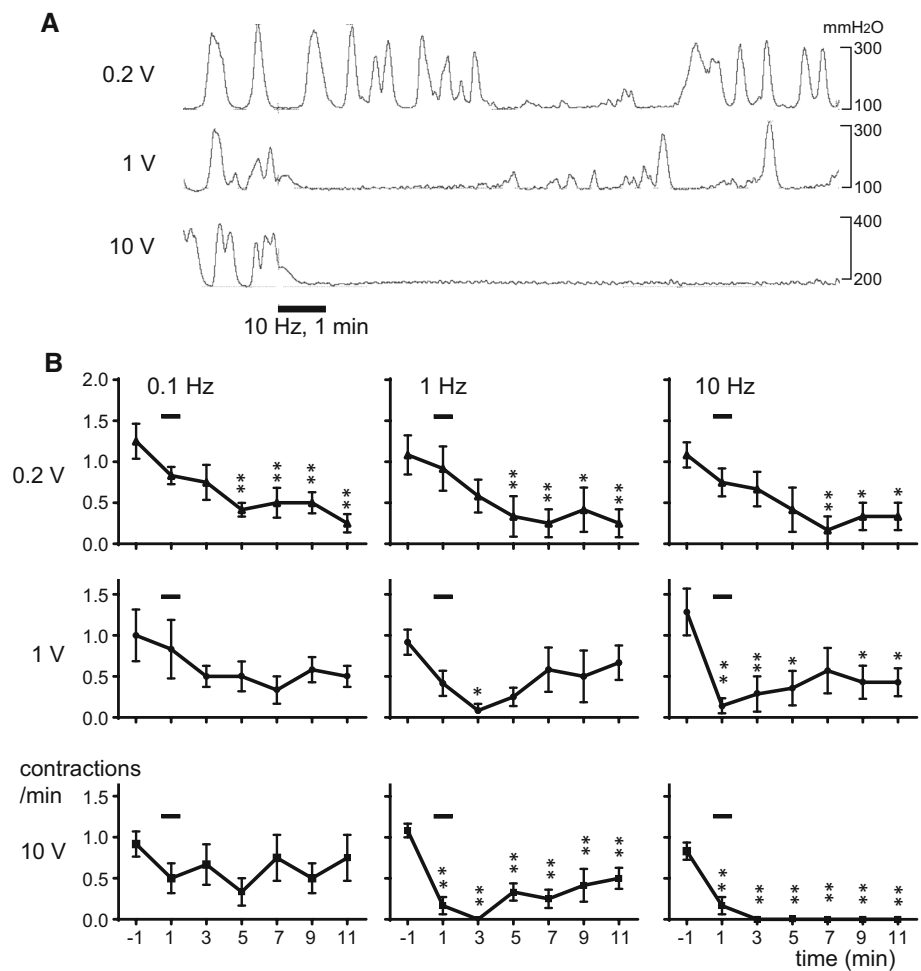 A
mmH2O
0.2 V
300
100
1 V
300
100
10 V
400
200
10 Hz, 1 min
B
0.1 Hz
1 Hz
10 Hz
0.2 V
2.0
1.5
1.0
0.5
0.0
**
**
**
**
**
**
*
**
**
*
*
1 V
1.5
1.0
0.5
0.0
*
**
**
*
*
*
contractions
/min
10 V
1.5
1.0
0.5
0.0
**
**
**
**
**
**
**
**
**
**
**
**
-1 1 3 5 7 9 11
-1 1 3 5 7 9 11
-1 1 3 5 7 9 11
time (min)